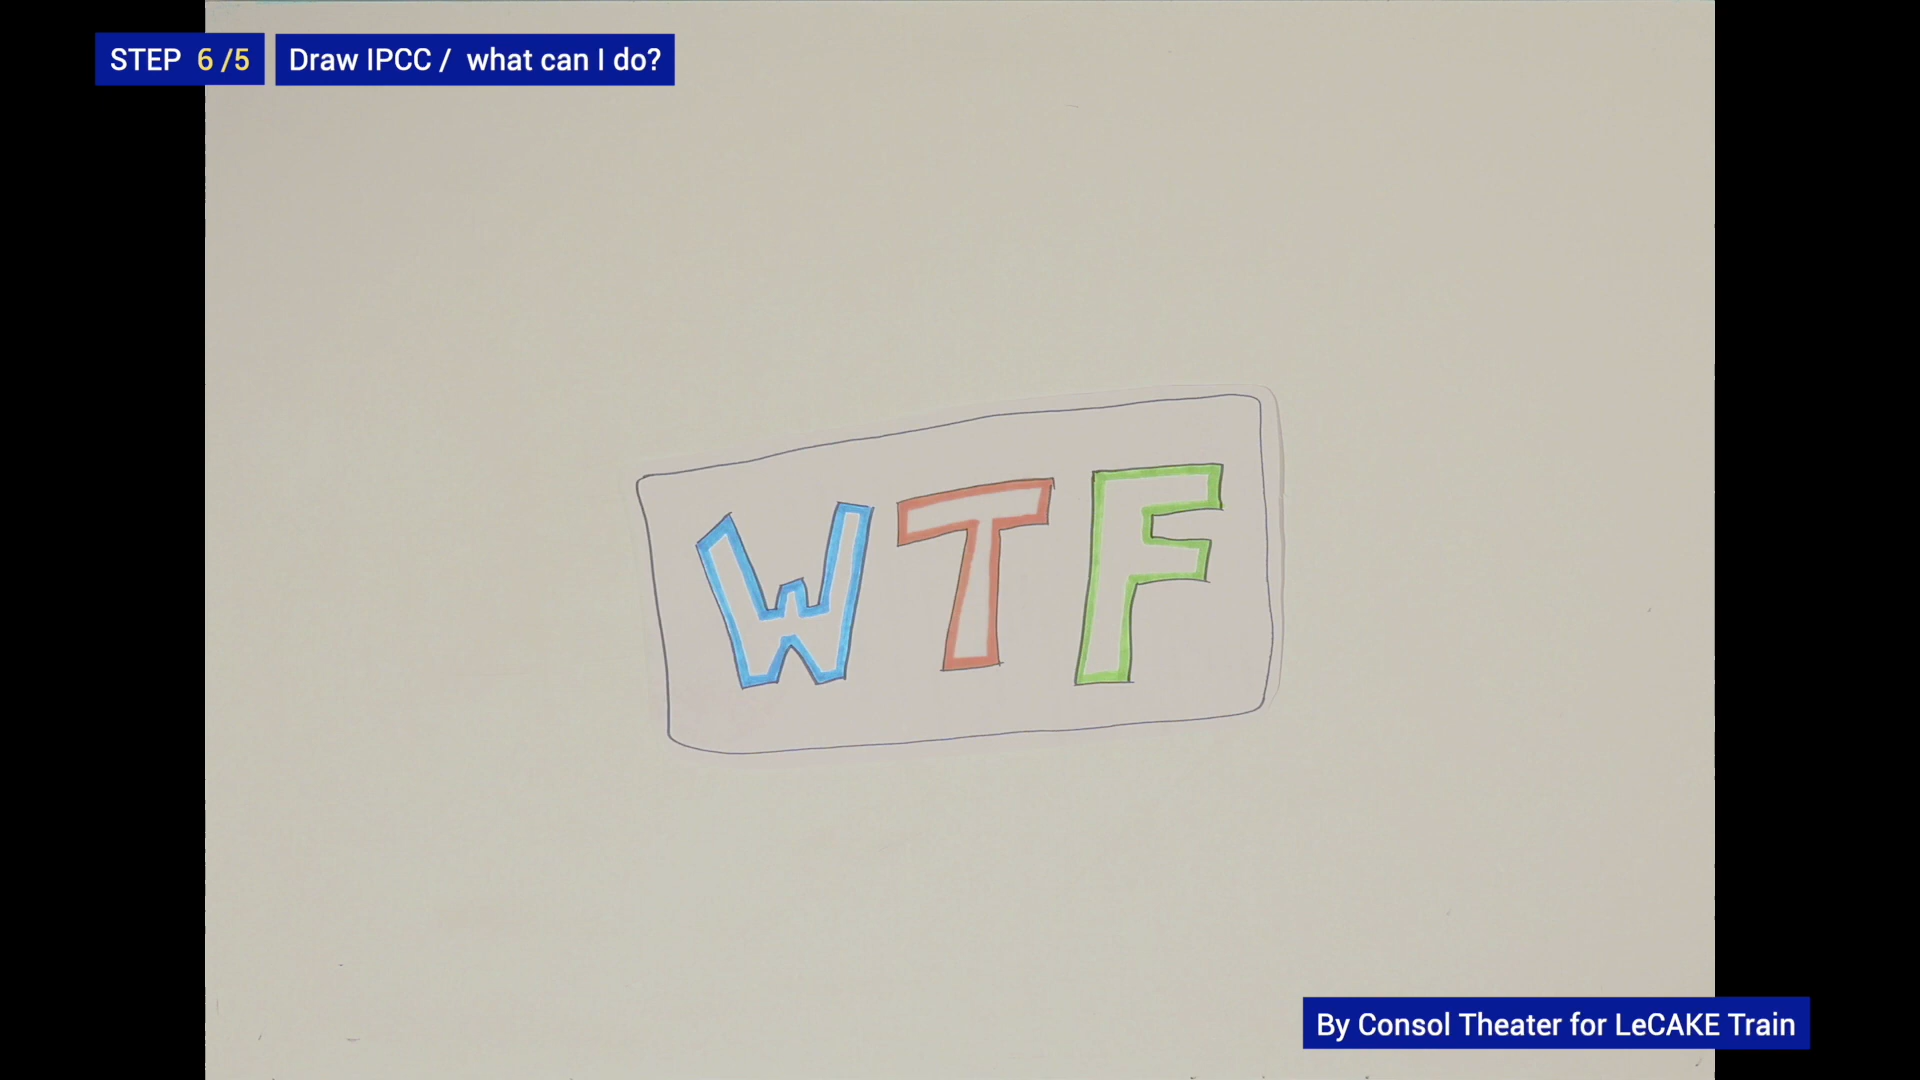 STEP 6 /5
Draw IPCC / what can I do?
WTF
By Consol Theater for LeCAKE Train